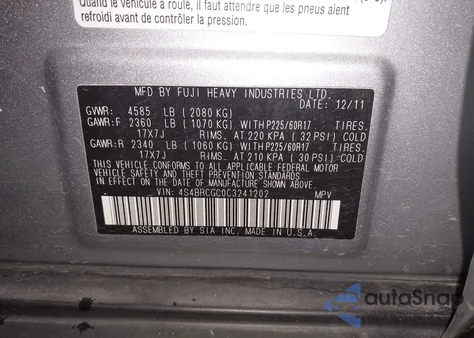 Quand le véhicule a roulé, il faut attendre que les pneus aient
refroidi avant de contrôler la pression.
MFD BY FUJI HEAVY INDUSTRIES LTD.
DATE: 12/11
GVWR: 4585 LB (2080 KG)
GAWR:F 2360 LB (1070 KG) WITH P225/60R17 TIRES.
17X7J RIMS. AT 220 KPA (32 PSI) COLD
GAWR:R 2340 LB (1060 KG) WITH P225/60R17 TIRES.
17X7J RIMS. AT 210 KPA (30 PSI) COLD
THIS VEHICLE CONFORMS TO ALL APPLICABLE FEDERAL MOTOR
VEHICLE SAFETY, BUMPER, AND THEFT PREVENTION STANDARDS
IN EFFECT ON THE DATE OF MANUFACTURE SHOWN ABOVE.
VIN: 4S4BRCGC0C3241202 MPV
ASSEMBLED BY SIA INC, MADE IN U.S.A.
autaSnap